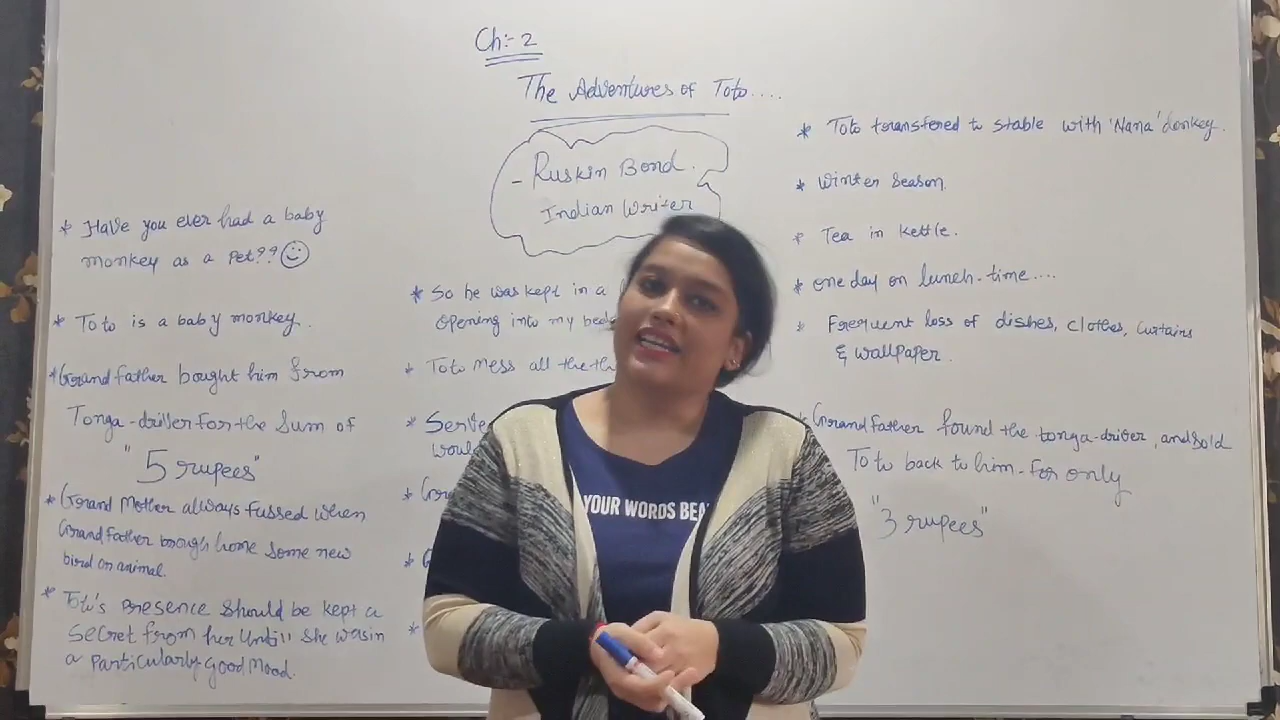 Ch:- 2
The Adventures of Toto....
- Ruskin Bond.
Indian Writer
* Have you ever had a baby
monkey as a pet??
* Toto is a baby monkey.
* Grand father bought him from
Tonga-driver for the sum of
"5 rupees"
* Grand Mother always fussed when
Grand father brough home some new
bird or animal.
* Toto's presence should be kept a
secret from her Until she was in
a particularly good Mood.
* So he was kept in a
opening into my
* Toto Mess all the
*
*
*
*
* Toto transfered to stable with 'Nana' donkey.
* Winter Season.
* Tea in kettle.
* one day on lunch-time....
* Frequent loss of dishes, clothes, curtains
& wallpaper.
* Grand father found the tonga-driver, and sold
Toto back to him-for only
"3 rupees"
YOUR WORDS